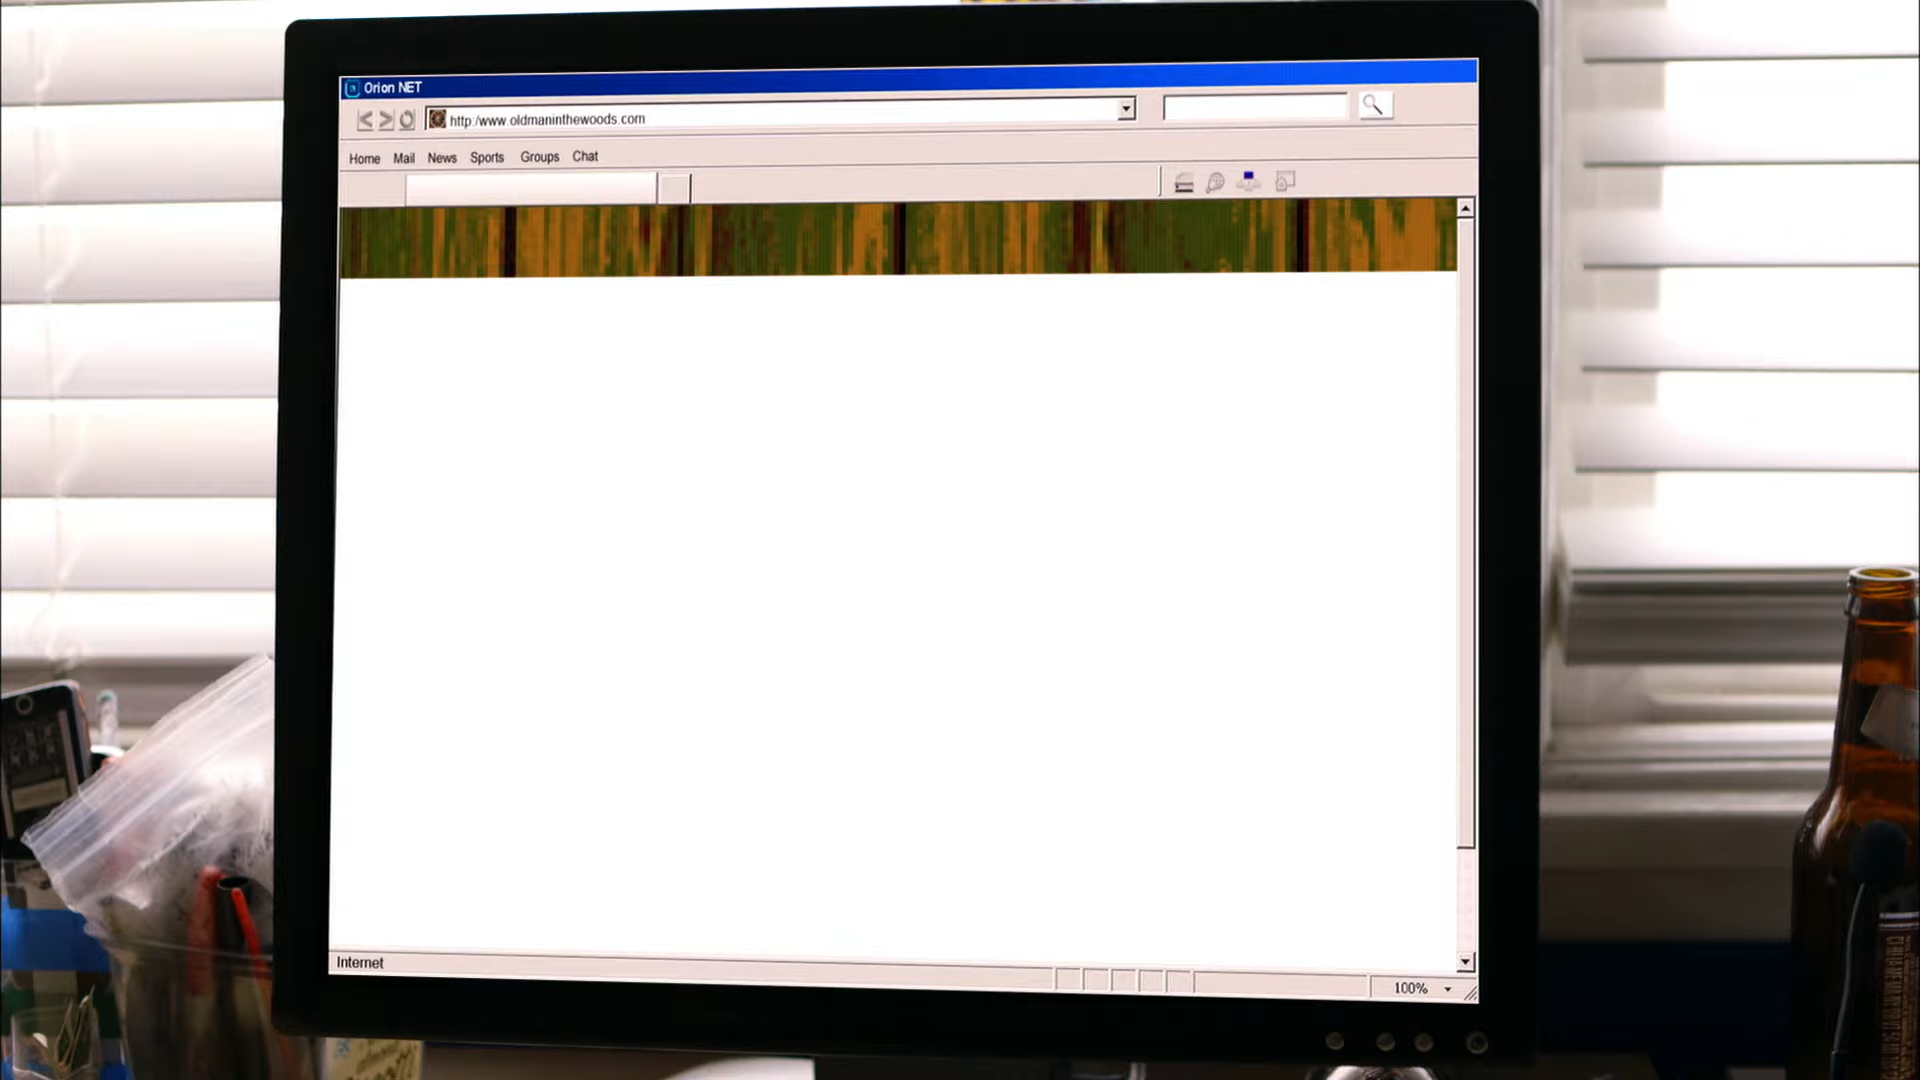 Orion NET
http:/www.oldmaninthewoods.com
Home Mail News Sports Groups Chat
Internet
100%